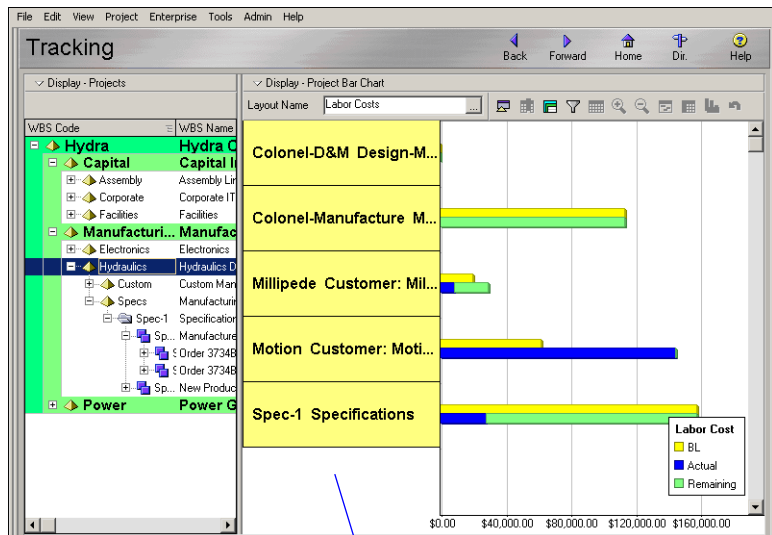 File Edit View Project Enterprise Tools Admin Help
Tracking
Back Forward Home Dir. Help
Display - Projects
Display - Project Bar Chart
Layout Name Labor Costs ...
WBS Code WBS Name
Hydra Hydra C
Capital Capital I
Assembly Assembly Lir
Corporate Corporate IT
Facilities Facilities
Manufacturi... Manufac
Electronics Electronics
Hydraulics Hydraulics D
Custom Custom Man
Specs Manufacturin
Spec-1 Specification
Sp... Manufacture
S Order 3734B
S Order 3734B
Sp... New Produc
Power Power G
Colonel-D&M Design-M...
Colonel-Manufacture M...
Millipede Customer: Mil...
Motion Customer: Moti...
Spec-1 Specifications
Labor Cost
BL
Actual
Remaining
$0.00 $40,000.00 $80,000.00 $120,000.00 $160,000.00